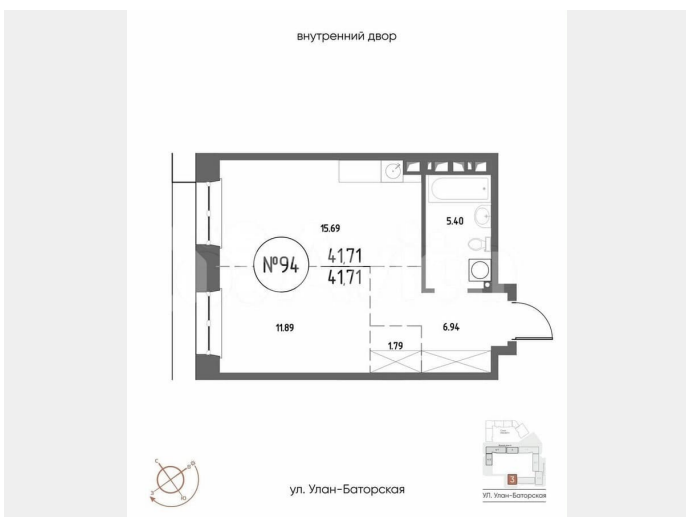 внутренний двор
15.69
5.40
№94
41,71
41,71
11.89
6.94
1.79
С
В
З
Ю
3
ул. Улан-Баторская
УЛ. Улан-Баторская